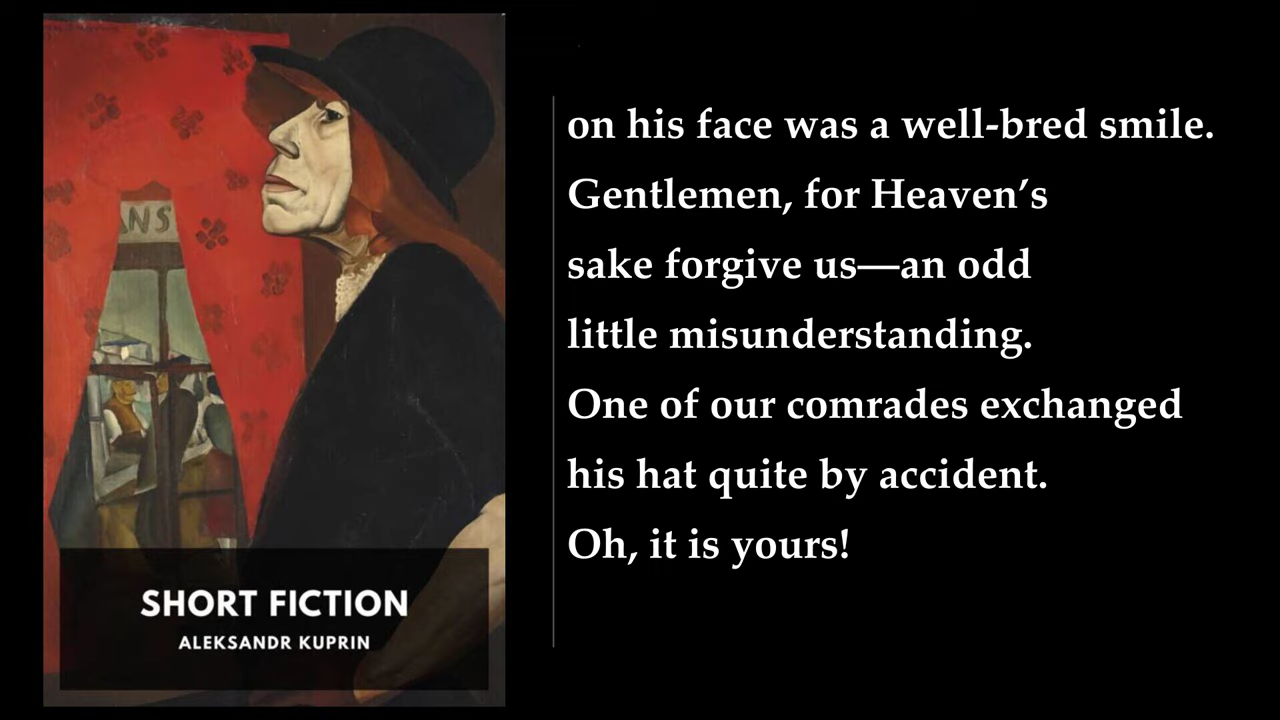 ANS
SHORT FICTION
ALEKSANDR KUPRIN
on his face was a well-bred smile.
Gentlemen, for Heaven’s
sake forgive us—an odd
little misunderstanding.
One of our comrades exchanged
his hat quite by accident.
Oh, it is yours!